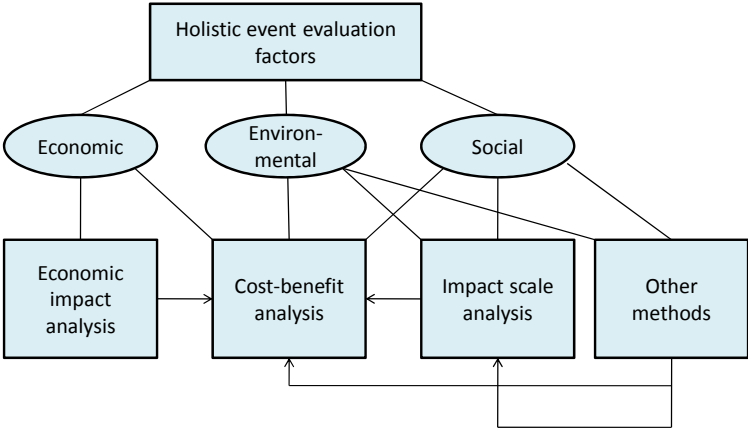 Holistic event evaluation
factors
Economic
Environ-
mental
Social
Economic
impact
analysis
Cost-benefit
analysis
Impact scale
analysis
Other
methods